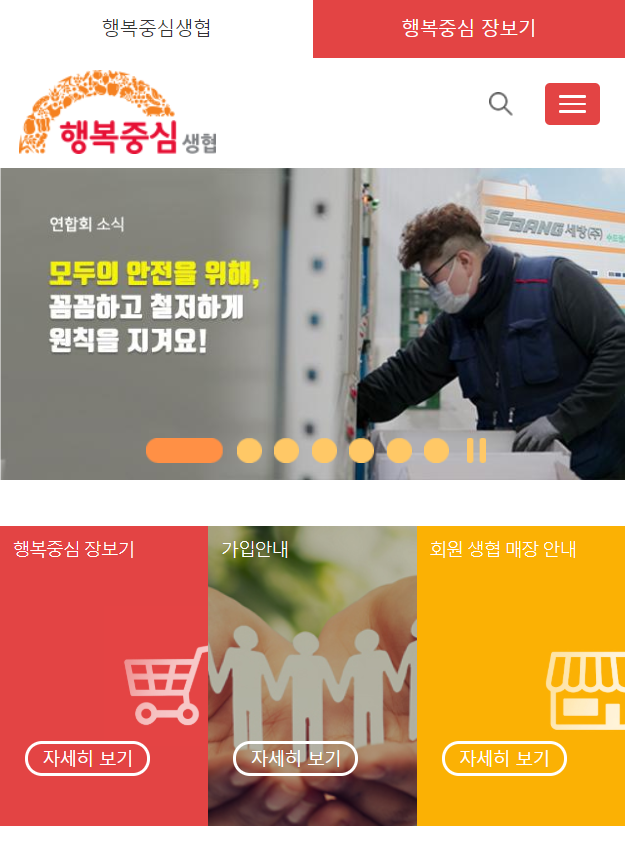 행복중심생협
행복중심 장보기
행복중심 생협
연합회 소식
모두의 안전을 위해,
꼼꼼하고 철저하게
원칙을 지겨요!
SEBANG 세방(주)
행복중심 장보기
가입안내
회원 생협 매장 안내
자세히 보기
자세히 보기
자세히 보기